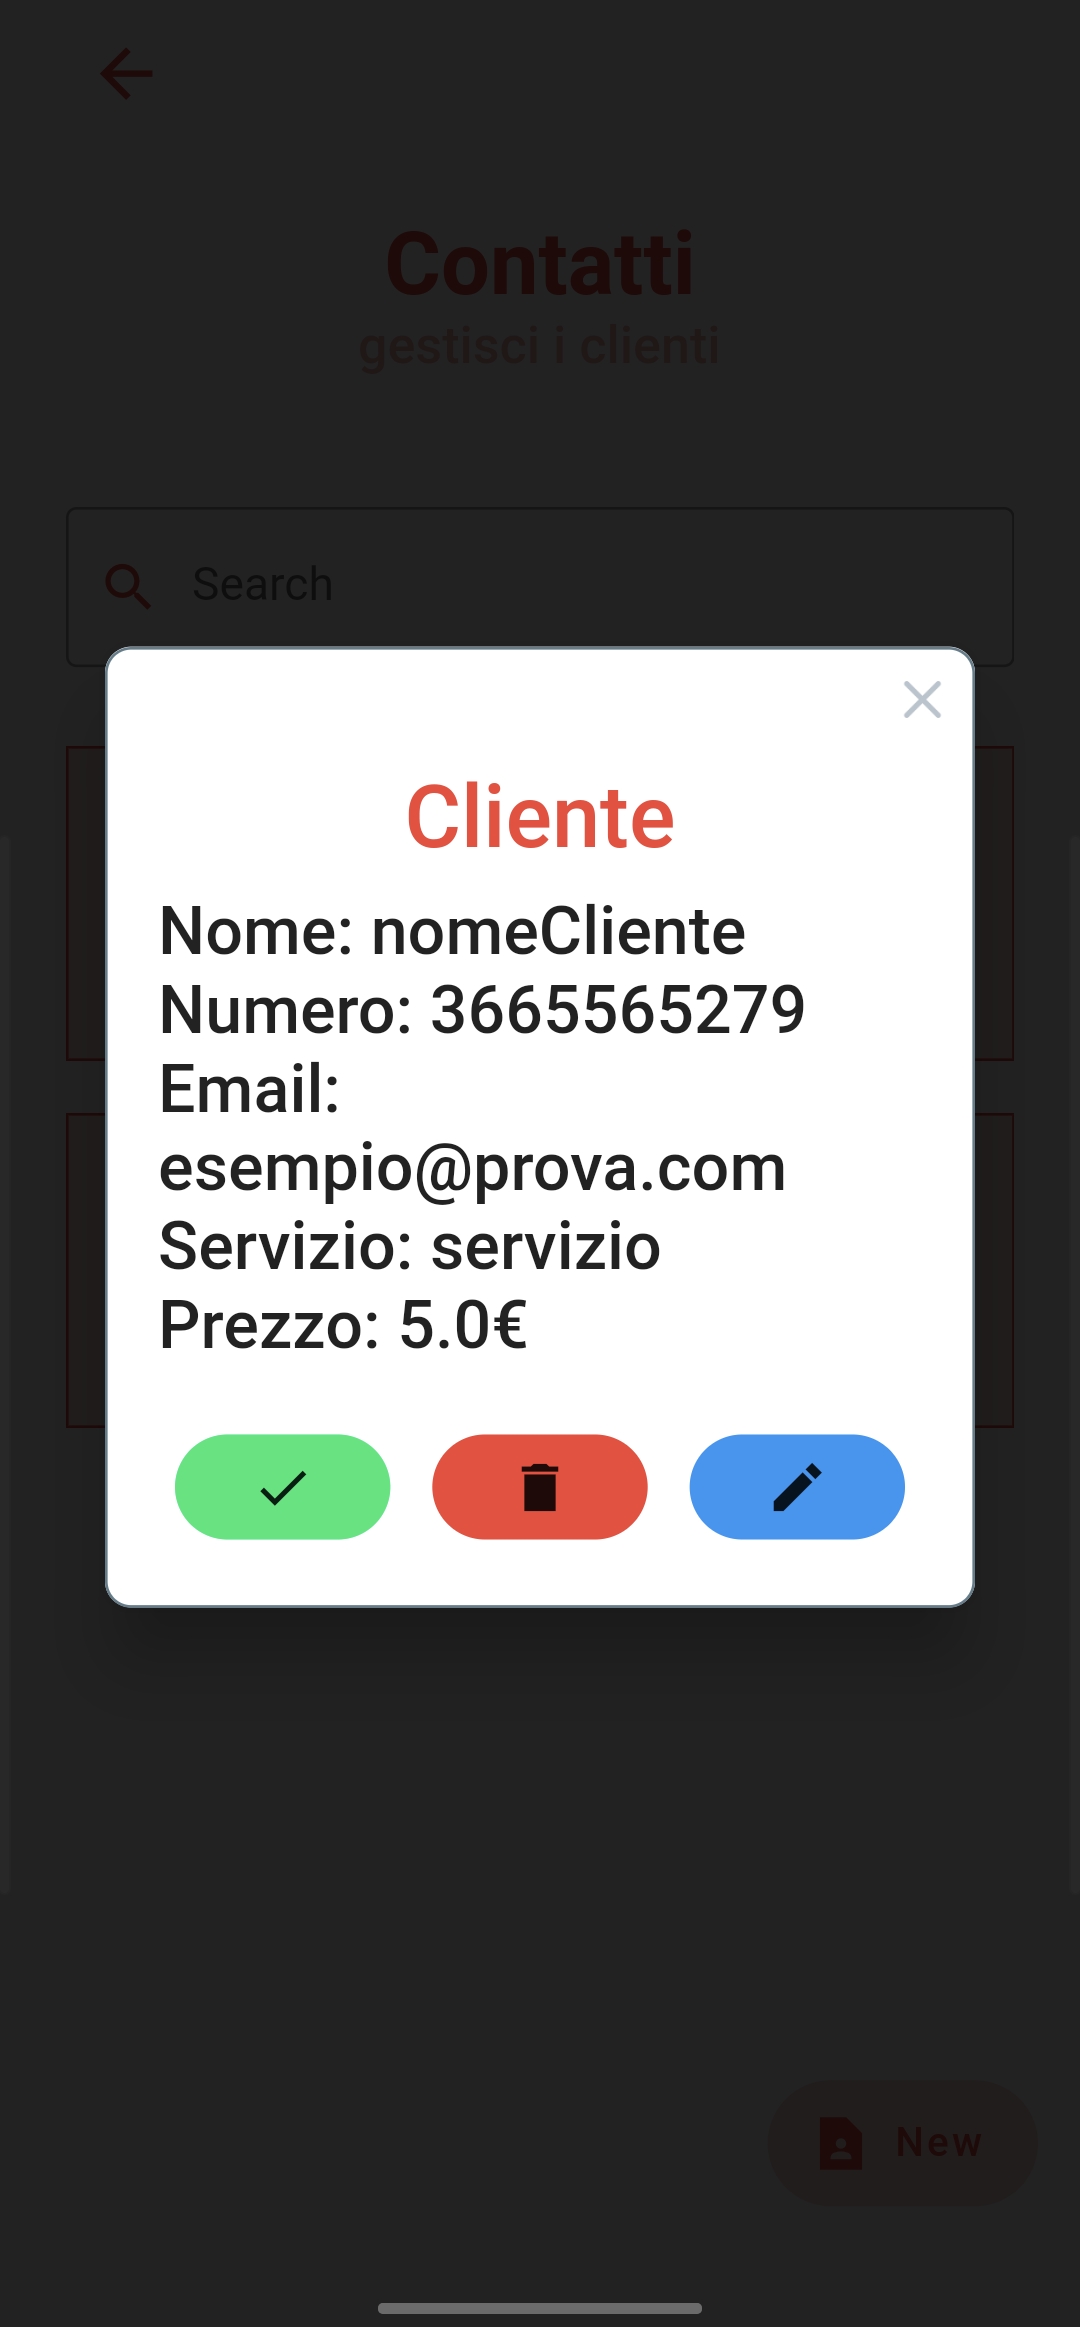 Contatti
gestisci i clienti
Search
Cliente
Nome: nomeCliente
Numero: 3665565279
Email:
esempio@prova.com
Servizio: servizio
Prezzo: 5.0€
New